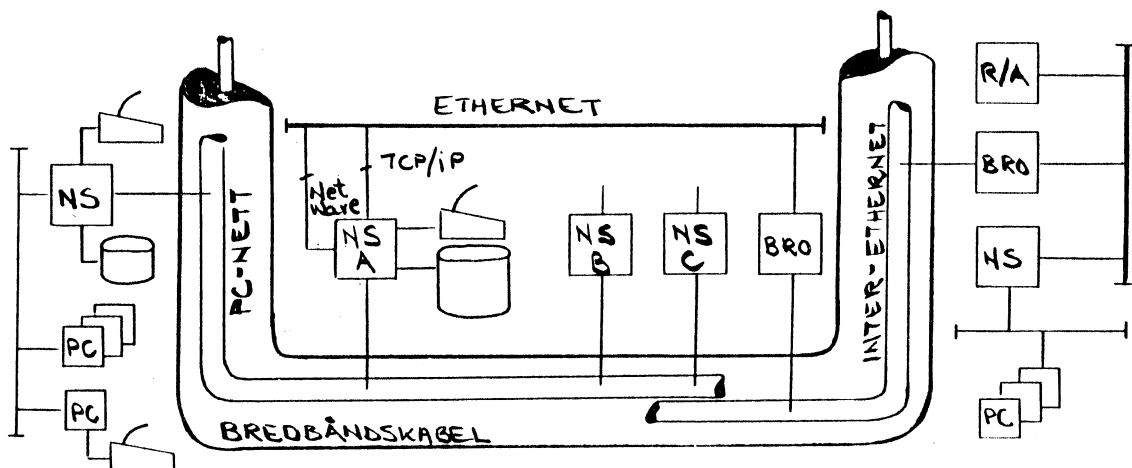 ETHERNET
TCP/iP
Net
ware
NS
A
NS
B
NS
C
BRO
NS
PC
PC
PC-NETT
BREDBÅNDSKABEL
INTER-ETHERNET
R/A
BRO
NS
PC